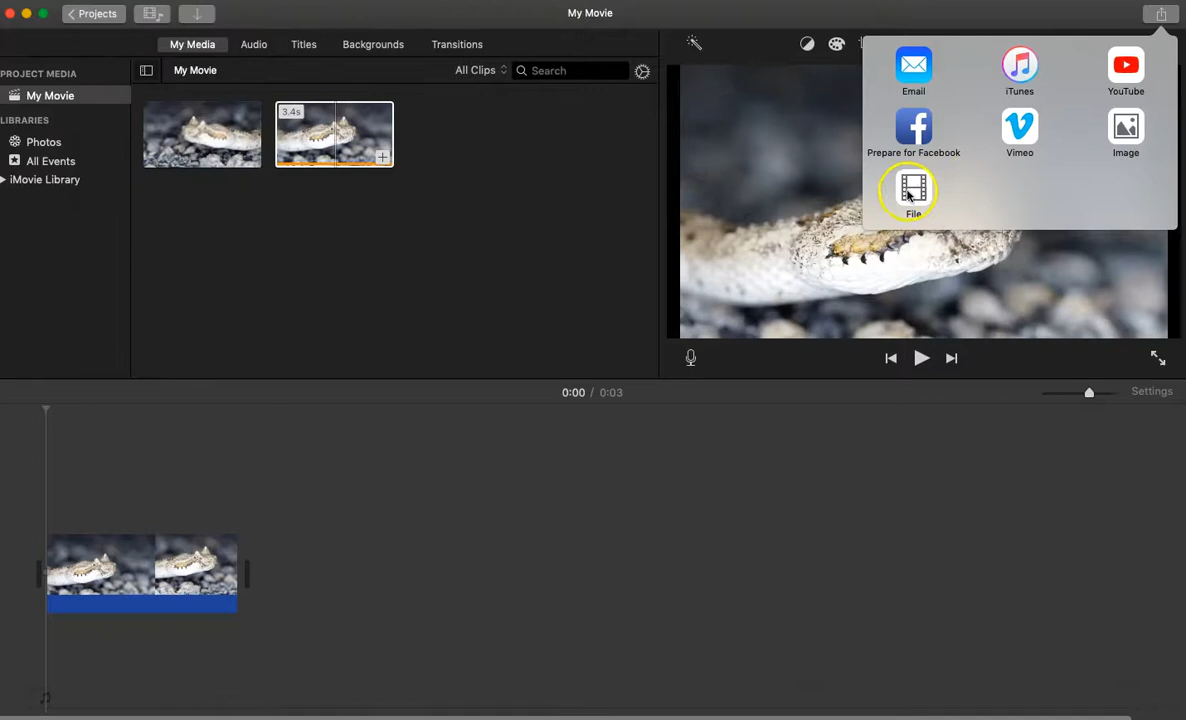 Projects
My Movie
My Media
Audio
Titles
Backgrounds
Transitions
PROJECT MEDIA
My Movie
LIBRARIES
Photos
All Events
iMovie Library
My Movie
All Clips
Search
3.4s
Email
iTunes
YouTube
Prepare for Facebook
Vimeo
Image
File
0:00 / 0:03
Settings